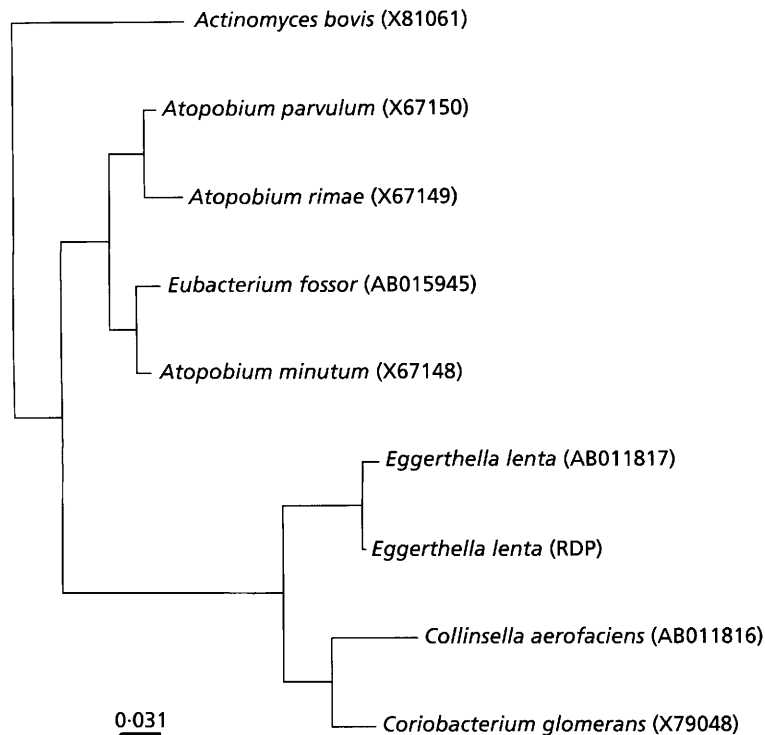 Actinomyces bovis (X81061)
Atopobium parvulum (X67150)
Atopobium rimae (X67149)
Eubacterium fossor (AB015945)
Atopobium minutum (X67148)
Eggerthella lenta (AB011817)
Eggerthella lenta (RDP)
Collinsella aerofaciens (AB011816)
0·031
Coriobacterium glomerans (X79048)